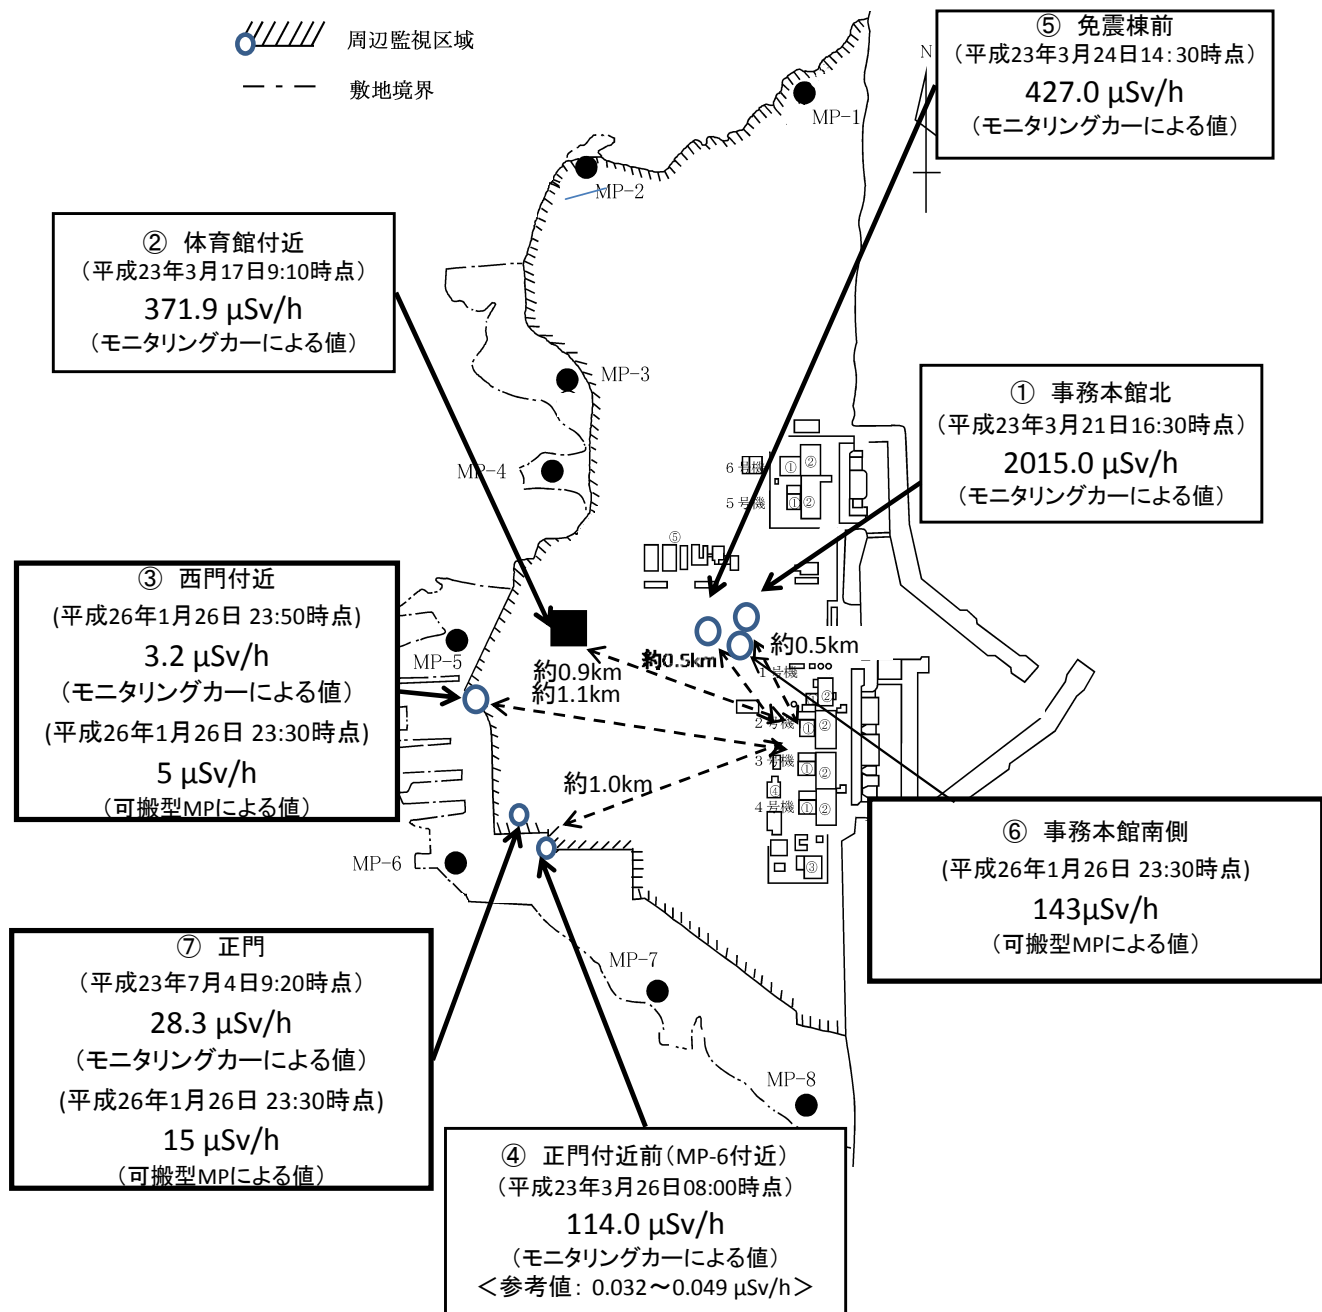 周辺監視区域
敷地境界
⑤ 免震棟前
(平成23年3月24日14:30時点)
427.0 μSv/h
(モニタリングカーによる値)
N
MP-1
MP-2
② 体育館付近
(平成23年3月17日9:10時点)
371.9 μSv/h
(モニタリングカーによる値)
MP-3
① 事務本館北
(平成23年3月21日16:30時点)
2015.0 μSv/h
(モニタリングカーによる値)
MP-4
6号機
① ②
5号機
① ②
⑤
③ 西門付近
(平成26年1月26日 23:50時点)
3.2 μSv/h
(モニタリングカーによる値)
(平成26年1月26日 23:30時点)
5 μSv/h
(可搬型MPによる値)
MP-5
約0.5km
約0.5km
約0.9km
約1.1km
1号機
②
2号機
① ②
3号機
① ②
約1.0km
④
4号機
① ②
③
MP-6
⑥ 事務本館南側
(平成26年1月26日 23:30時点)
143μSv/h
(可搬型MPによる値)
⑦ 正門
(平成23年7月4日9:20時点)
28.3 μSv/h
(モニタリングカーによる値)
(平成26年1月26日 23:30時点)
15 μSv/h
(可搬型MPによる値)
MP-7
MP-8
④ 正門付近前(MP-6付近)
(平成23年3月26日08:00時点)
114.0 μSv/h
(モニタリングカーによる値)
<参考値: 0.032~0.049 μSv/h>